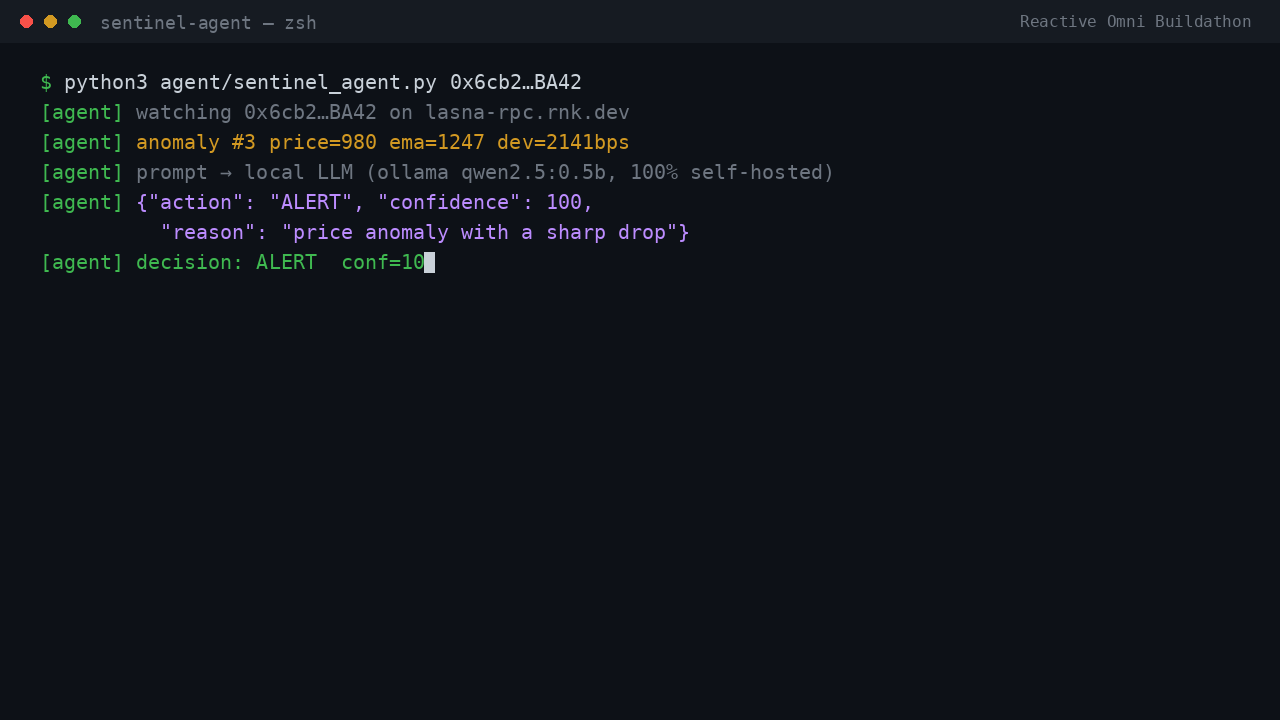 sentinel-agent — zsh
Reactive Omni Buildathon
$ python3 agent/sentinel_agent.py 0x6cb2…BA42
[agent] watching 0x6cb2…BA42 on lasna-rpc.rnk.dev
[agent] anomaly #3 price=980 ema=1247 dev=2141bps
[agent] prompt → local LLM (ollama qwen2.5:0.5b, 100% self-hosted)
[agent] {"action": "ALERT", "confidence": 100,
"reason": "price anomaly with a sharp drop"}
[agent] decision: ALERT  conf=10